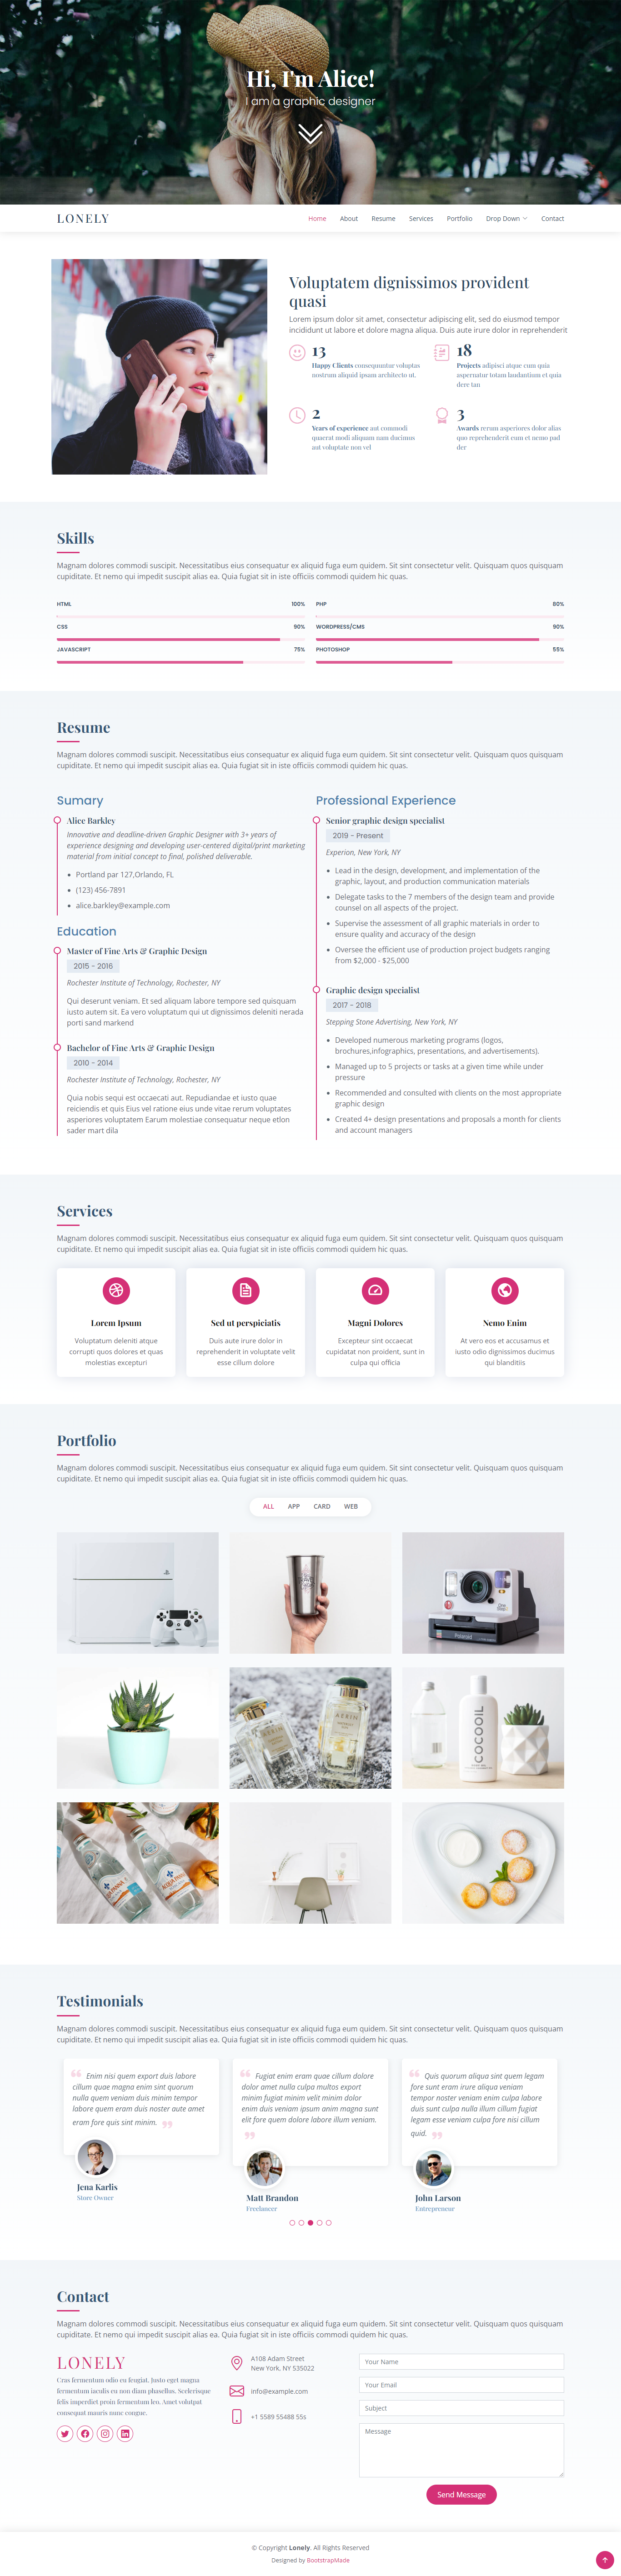 Hi, I'm Alice!
I am a graphic designer
LONELY
Home About Resume Services Portfolio Drop Down Contact
Voluptatem dignissimos provident
quasi
Lorem ipsum dolor sit amet, consectetur adipiscing elit, sed do eiusmod tempor
incididunt ut labore et dolore magna aliqua. Duis aute irure dolor in reprehenderit
13
Happy Clients consequuntur voluptas
nostrum aliquid ipsam architecto ut.
18
Projects adipisci atque cum quia
aspernatur totam laudantium et quia
dere tan
2
Years of experience aut commodi
quaerat modi aliquam nam ducimus
aut voluptate non vel
3
Awards rerum asperiores dolor alias
quo reprehenderit eum et nemo pad
der
Skills
Magnam dolores commodi suscipit. Necessitatibus eius consequatur ex aliquid fuga eum quidem. Sit sint consectetur velit. Quisquam quos quisquam
cupiditate. Et nemo qui impedit suscipit alias ea. Quia fugiat sit in iste officiis commodi quidem hic quas.
HTML 100%
PHP 80%
CSS 90%
WORDPRESS/CMS 90%
JAVASCRIPT 75%
PHOTOSHOP 55%
Resume
Magnam dolores commodi suscipit. Necessitatibus eius consequatur ex aliquid fuga eum quidem. Sit sint consectetur velit. Quisquam quos quisquam
cupiditate. Et nemo qui impedit suscipit alias ea. Quia fugiat sit in iste officiis commodi quidem hic quas.
Sumary
Alice Barkley
Innovative and deadline-driven Graphic Designer with 3+ years of
experience designing and developing user-centered digital/print marketing
material from initial concept to final, polished deliverable.
Portland par 127,Orlando, FL
(123) 456-7891
alice.barkley@example.com
Education
Master of Fine Arts & Graphic Design
2015 - 2016
Rochester Institute of Technology, Rochester, NY
Qui deserunt veniam. Et sed aliquam labore tempore sed quisquam
iusto autem sit. Ea vero voluptatum qui ut dignissimos deleniti nerada
porti sand markend
Bachelor of Fine Arts & Graphic Design
2010 - 2014
Rochester Institute of Technology, Rochester, NY
Quia nobis sequi est occaecati aut. Repudiandae et iusto quae
reiciendis et quis Eius vel ratione eius unde vitae rerum voluptates
asperiores voluptatem Earum molestiae consequatur neque etlon
sader mart dila
Professional Experience
Senior graphic design specialist
2019 - Present
Experion, New York, NY
Lead in the design, development, and implementation of the
graphic, layout, and production communication materials
Delegate tasks to the 7 members of the design team and provide
counsel on all aspects of the project.
Supervise the assessment of all graphic materials in order to
ensure quality and accuracy of the design
Oversee the efficient use of production project budgets ranging
from $2,000 - $25,000
Graphic design specialist
2017 - 2018
Stepping Stone Advertising, New York, NY
Developed numerous marketing programs (logos,
brochures,infographics, presentations, and advertisements).
Managed up to 5 projects or tasks at a given time while under
pressure
Recommended and consulted with clients on the most appropriate
graphic design
Created 4+ design presentations and proposals a month for clients
and account managers
Services
Magnam dolores commodi suscipit. Necessitatibus eius consequatur ex aliquid fuga eum quidem. Sit sint consectetur velit. Quisquam quos quisquam
cupiditate. Et nemo qui impedit suscipit alias ea. Quia fugiat sit in iste officiis commodi quidem hic quas.
Lorem Ipsum
Voluptatum deleniti atque
corrupti quos dolores et quas
molestias excepturi
Sed ut perspiciatis
Duis aute irure dolor in
reprehenderit in voluptate velit
esse cillum dolore
Magni Dolores
Excepteur sint occaecat
cupidatat non proident, sunt in
culpa qui officia
Nemo Enim
At vero eos et accusamus et
iusto odio dignissimos ducimus
qui blanditiis
Portfolio
Magnam dolores commodi suscipit. Necessitatibus eius consequatur ex aliquid fuga eum quidem. Sit sint consectetur velit. Quisquam quos quisquam
cupiditate. Et nemo qui impedit suscipit alias ea. Quia fugiat sit in iste officiis commodi quidem hic quas.
ALL APP CARD WEB
Polaroid
AERIN
COCOOIL
ACQUA PANNA
Testimonials
Magnam dolores commodi suscipit. Necessitatibus eius consequatur ex aliquid fuga eum quidem. Sit sint consectetur velit. Quisquam quos quisquam
cupiditate. Et nemo qui impedit suscipit alias ea. Quia fugiat sit in iste officiis commodi quidem hic quas.
Enim nisi quem export duis labore
cillum quae magna enim sint quorum
nulla quem veniam duis minim tempor
labore quem eram duis noster aute amet
eram fore quis sint minim.
Jena Karlis
Store Owner
Fugiat enim eram quae cillum dolore
dolor amet nulla culpa multos export
minim fugiat minim velit minim dolor
enim duis veniam ipsum anim magna sunt
elit fore quem dolore labore illum veniam.
Matt Brandon
Freelancer
Quis quorum aliqua sint quem legam
fore sunt eram irure aliqua veniam
tempor noster veniam enim culpa labore
duis sunt culpa nulla illum cillum fugiat
legam esse veniam culpa fore nisi cillum
quid.
John Larson
Entrepreneur
Contact
Magnam dolores commodi suscipit. Necessitatibus eius consequatur ex aliquid fuga eum quidem. Sit sint consectetur velit. Quisquam quos quisquam
cupiditate. Et nemo qui impedit suscipit alias ea. Quia fugiat sit in iste officiis commodi quidem hic quas.
LONELY
Cras fermentum odio eu feugiat. Justo eget magna
fermentum iaculis eu non diam phasellus. Scelerisque
felis imperdiet proin fermentum leo. Amet volutpat
consequat mauris nunc congue.
A108 Adam Street
New York, NY 535022
info@example.com
+1 5589 55488 55s
Your Name
Your Email
Subject
Message
Send Message
© Copyright Lonely. All Rights Reserved
Designed by BootstrapMade